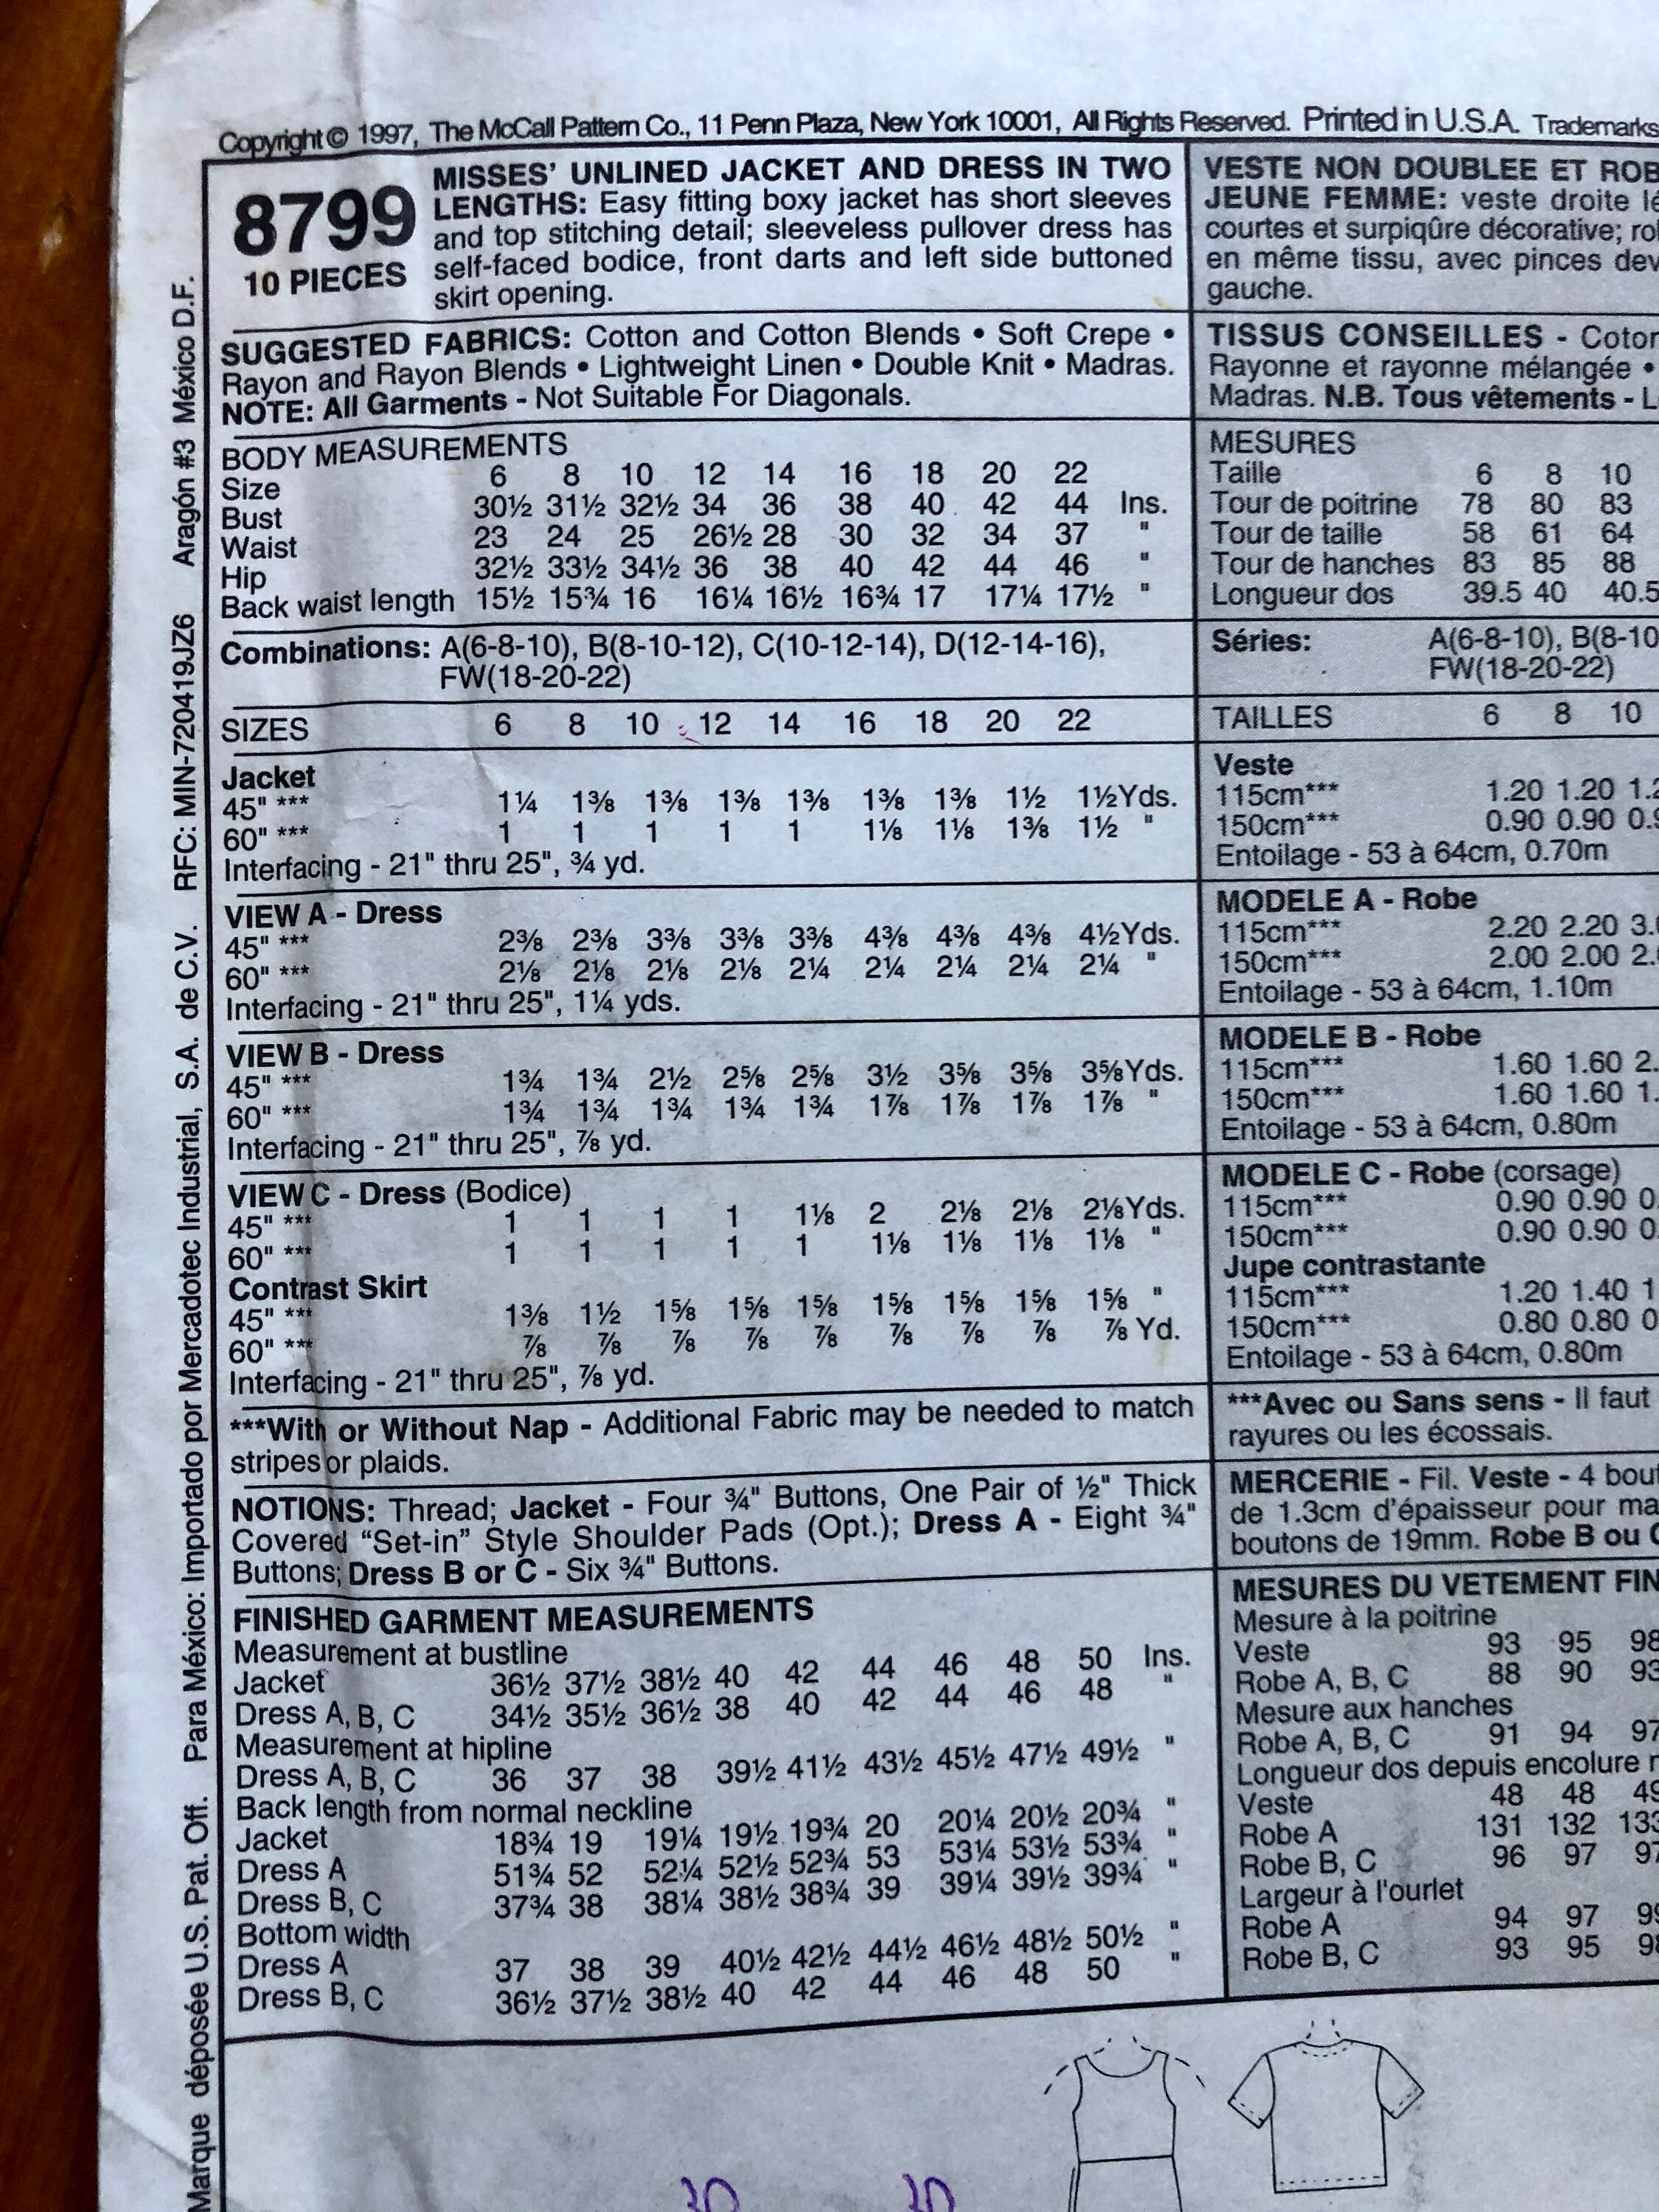 Copyright © 1997, The McCall Pattern Co., 11 Penn Plaza, New York 10001, All Rights Reserved. Printed in U.S.A. Trademarks
8799
10 PIECES
MISSES' UNLINED JACKET AND DRESS IN TWO
LENGTHS: Easy fitting boxy jacket has short sleeves
and top stitching detail; sleeveless pullover dress has
self-faced bodice, front darts and left side buttoned
skirt opening.
SUGGESTED FABRICS: Cotton and Cotton Blends • Soft Crepe •
Rayon and Rayon Blends • Lightweight Linen • Double Knit • Madras.
NOTE: All Garments - Not Suitable For Diagonals.
BODY MEASUREMENTS
Size 6 8 10 12 14 16 18 20 22
Bust 30½ 31½ 32½ 34 36 38 40 42 44 Ins.
Waist 23 24 25 26½ 28 30 32 34 37 "
Hip 32½ 33½ 34½ 36 38 40 42 44 46 "
Back waist length 15½ 15¾ 16 16¼ 16½ 16¾ 17 17¼ 17½ "
Combinations: A(6-8-10), B(8-10-12), C(10-12-14), D(12-14-16),
FW(18-20-22)
SIZES 6 8 10 12 14 16 18 20 22
Jacket
45" *** 1¼ 1⅜ 1⅜ 1⅜ 1⅜ 1⅜ 1⅜ 1½ 1½Yds.
60" *** 1 1 1 1 1 1⅛ 1⅛ 1⅜ 1½ "
Interfacing - 21" thru 25", ¾ yd.
VIEW A - Dress
45" *** 2⅜ 2⅜ 3⅜ 3⅜ 3⅜ 4⅜ 4⅜ 4⅜ 4½Yds.
60" *** 2⅛ 2⅛ 2⅛ 2⅛ 2¼ 2¼ 2¼ 2¼ 2¼ "
Interfacing - 21" thru 25", 1¼ yds.
VIEW B - Dress
45" *** 1¾ 1¾ 2½ 2⅝ 2⅝ 3½ 3⅝ 3⅝ 3⅝Yds.
60" *** 1¾ 1¾ 1¾ 1¾ 1¾ 1⅞ 1⅞ 1⅞ 1⅞ "
Interfacing - 21" thru 25", ⅞ yd.
VIEW C - Dress (Bodice)
45" *** 1 1 1 1 1⅛ 2 2⅛ 2⅛ 2⅛Yds.
60" *** 1 1 1 1 1 1⅛ 1⅛ 1⅛ 1⅛ "
Contrast Skirt
45" *** 1⅜ 1½ 1⅝ 1⅝ 1⅝ 1⅝ 1⅝ 1⅝ 1⅝ "
60" *** ⅞ ⅞ ⅞ ⅞ ⅞ ⅞ ⅞ ⅞ ⅞ Yd.
Interfacing - 21" thru 25", ⅞ yd.
***With or Without Nap - Additional Fabric may be needed to match
stripes or plaids.
NOTIONS: Thread; Jacket - Four ¾" Buttons, One Pair of ½" Thick
Covered “Set-in” Style Shoulder Pads (Opt.); Dress A - Eight ¾"
Buttons; Dress B or C - Six ¾" Buttons.
FINISHED GARMENT MEASUREMENTS
Measurement at bustline
Jacket 36½ 37½ 38½ 40 42 44 46 48 50 Ins.
Dress A, B, C 34½ 35½ 36½ 38 40 42 44 46 48 "
Measurement at hipline
Dress A, B, C 36 37 38 39½ 41½ 43½ 45½ 47½ 49½ "
Back length from normal neckline
Jacket 18¾ 19 19¼ 19½ 19¾ 20 20¼ 20½ 20¾ "
Dress A 51¾ 52 52¼ 52½ 52¾ 53 53¼ 53½ 53¾ "
Dress B, C 37¾ 38 38¼ 38½ 38¾ 39 39¼ 39½ 39¾ "
Bottom width
Dress A 37 38 39 40½ 42½ 44½ 46½ 48½ 50½ "
Dress B, C 36½ 37½ 38½ 40 42 44 46 48 50 "
VESTE NON DOUBLEE ET ROB
JEUNE FEMME: veste droite lé
courtes et surpiqûre décorative; ro
en même tissu, avec pinces dev
gauche.
TISSUS CONSEILLES - Coton
Rayonne et rayonne mélangée •
Madras. N.B. Tous vêtements - L
MESURES
Taille 6 8 10
Tour de poitrine 78 80 83
Tour de taille 58 61 64
Tour de hanches 83 85 88
Longueur dos 39.5 40 40.5
Séries: A(6-8-10), B(8-10
FW(18-20-22)
TAILLES 6 8 10
Veste
115cm*** 1.20 1.20 1.2
150cm*** 0.90 0.90 0.9
Entoilage - 53 à 64cm, 0.70m
MODELE A - Robe
115cm*** 2.20 2.20 3.
150cm*** 2.00 2.00 2.
Entoilage - 53 à 64cm, 1.10m
MODELE B - Robe
115cm*** 1.60 1.60 2.
150cm*** 1.60 1.60 1.
Entoilage - 53 à 64cm, 0.80m
MODELE C - Robe (corsage)
115cm*** 0.90 0.90 0.
150cm*** 0.90 0.90 0.
Jupe contrastante
115cm*** 1.20 1.40 1
150cm*** 0.80 0.80 0
Entoilage - 53 à 64cm, 0.80m
***Avec ou Sans sens - Il faut
rayures ou les écossais.
MERCERIE - Fil. Veste - 4 bout
de 1.3cm d'épaisseur pour ma
boutons de 19mm. Robe B ou C
MESURES DU VETEMENT FIN
Mesure à la poitrine
Veste 93 95 98
Robe A, B, C 88 90 93
Mesure aux hanches
Robe A, B, C 91 94 97
Longueur dos depuis encolure
Veste 48 48 49
Robe A 131 132 133
Robe B, C 96 97 97
Largeur à l'ourlet
Robe A 94 97 99
Robe B, C 93 95 98
Marque déposée U.S. Pat. Off. Para México: Importado por Mercadotec Industrial, S.A. de C.V. RFC: MIN-720419JZ6 Aragón #3 México D.F.